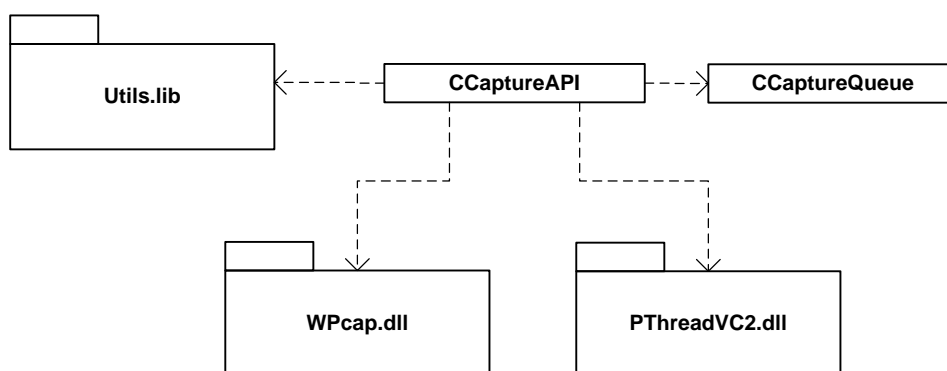 Utils.lib
CCaptureAPI
CCaptureQueue
WPcap.dll
PThreadVC2.dll